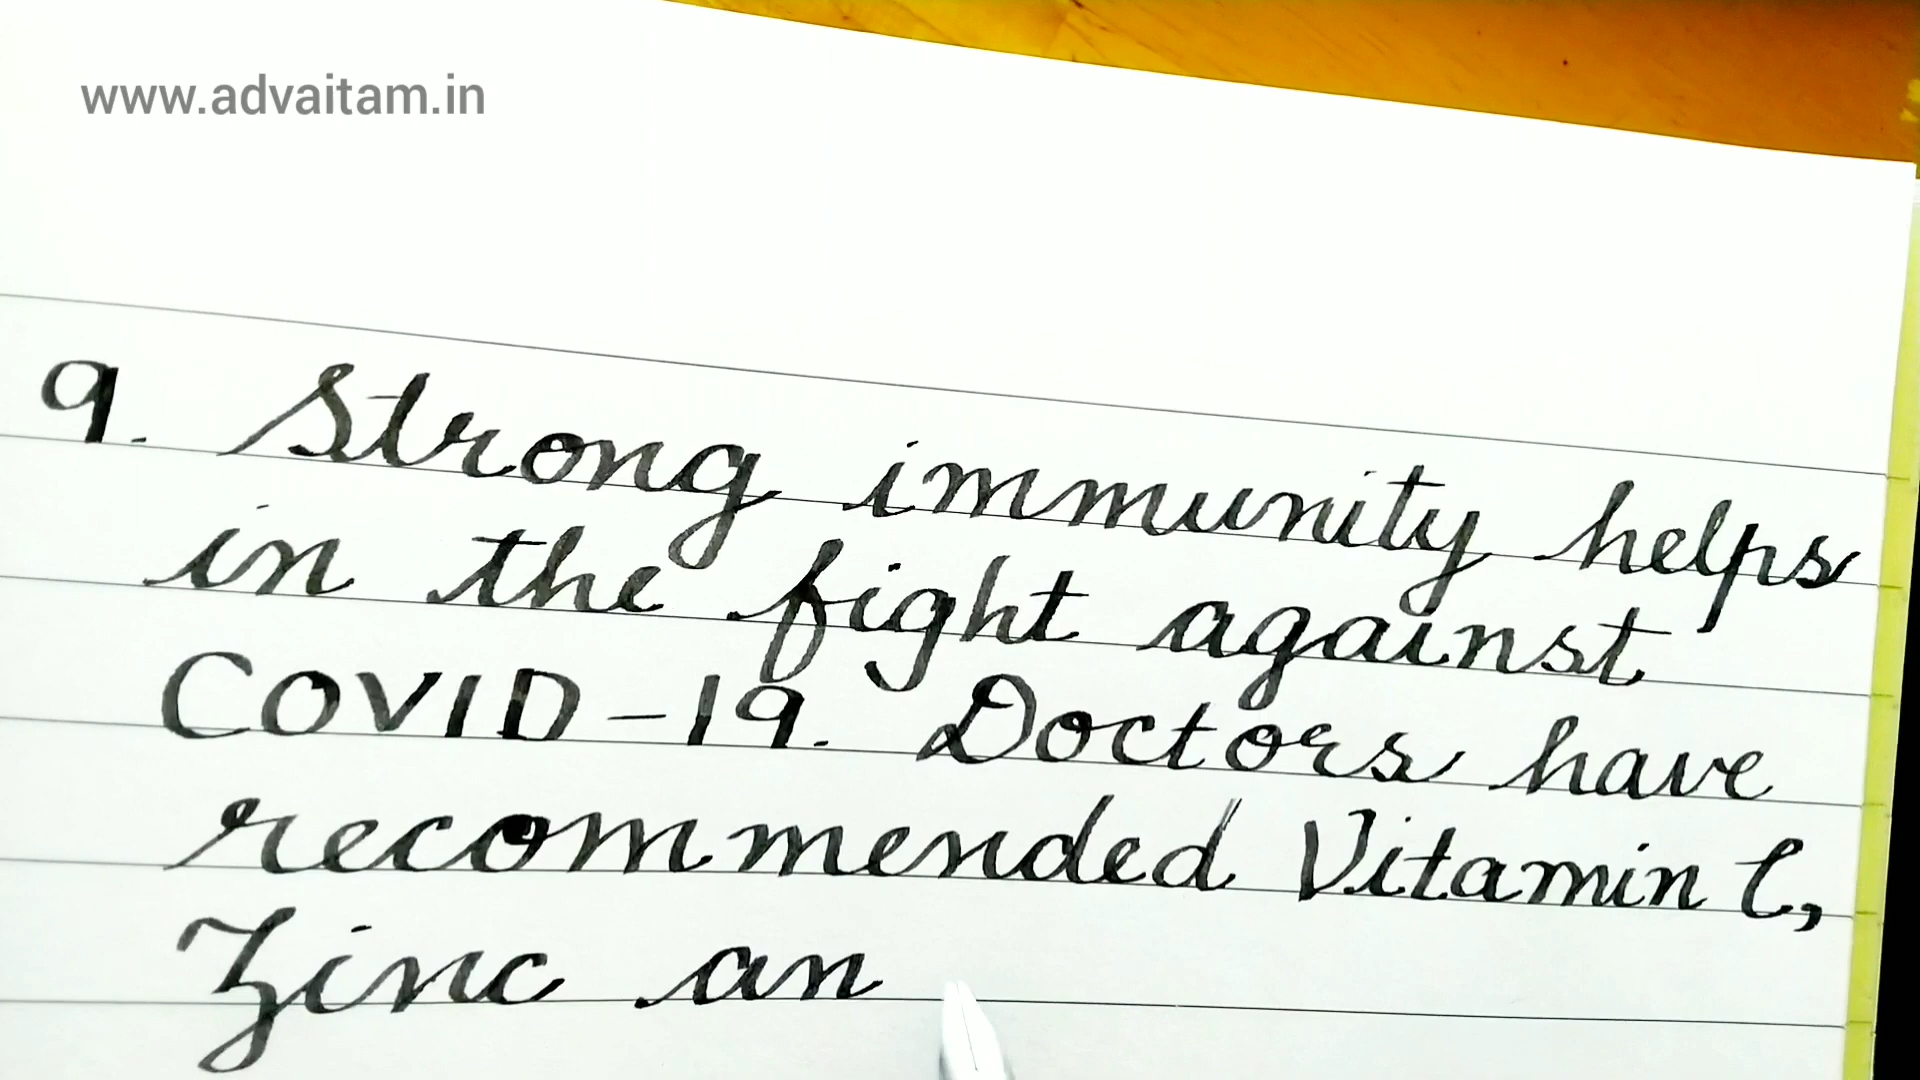 www.advaitam.in
9. Strong immunity helps
in the fight against
COVID-19. Doctors have
recommended Vitamin C,
Zinc an